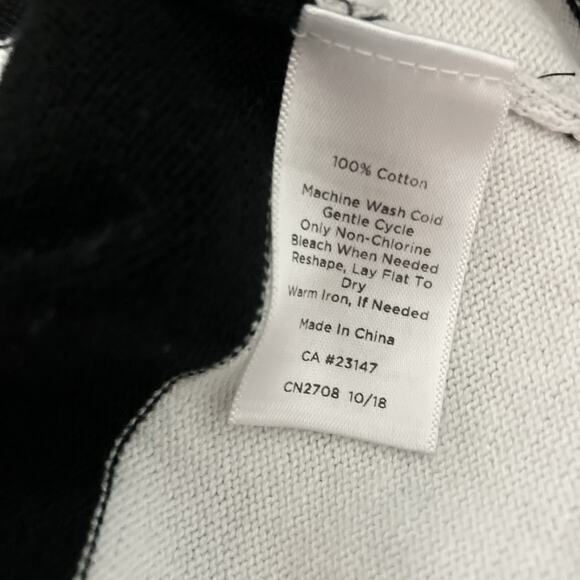 100% Cotton
Machine Wash Cold
Gentle Cycle
Only Non-Chlorine
Bleach When Needed
Reshape, Lay Flat To
Dry
Warm Iron, If Needed
Made In China
CA #23147
CN2708 10/18